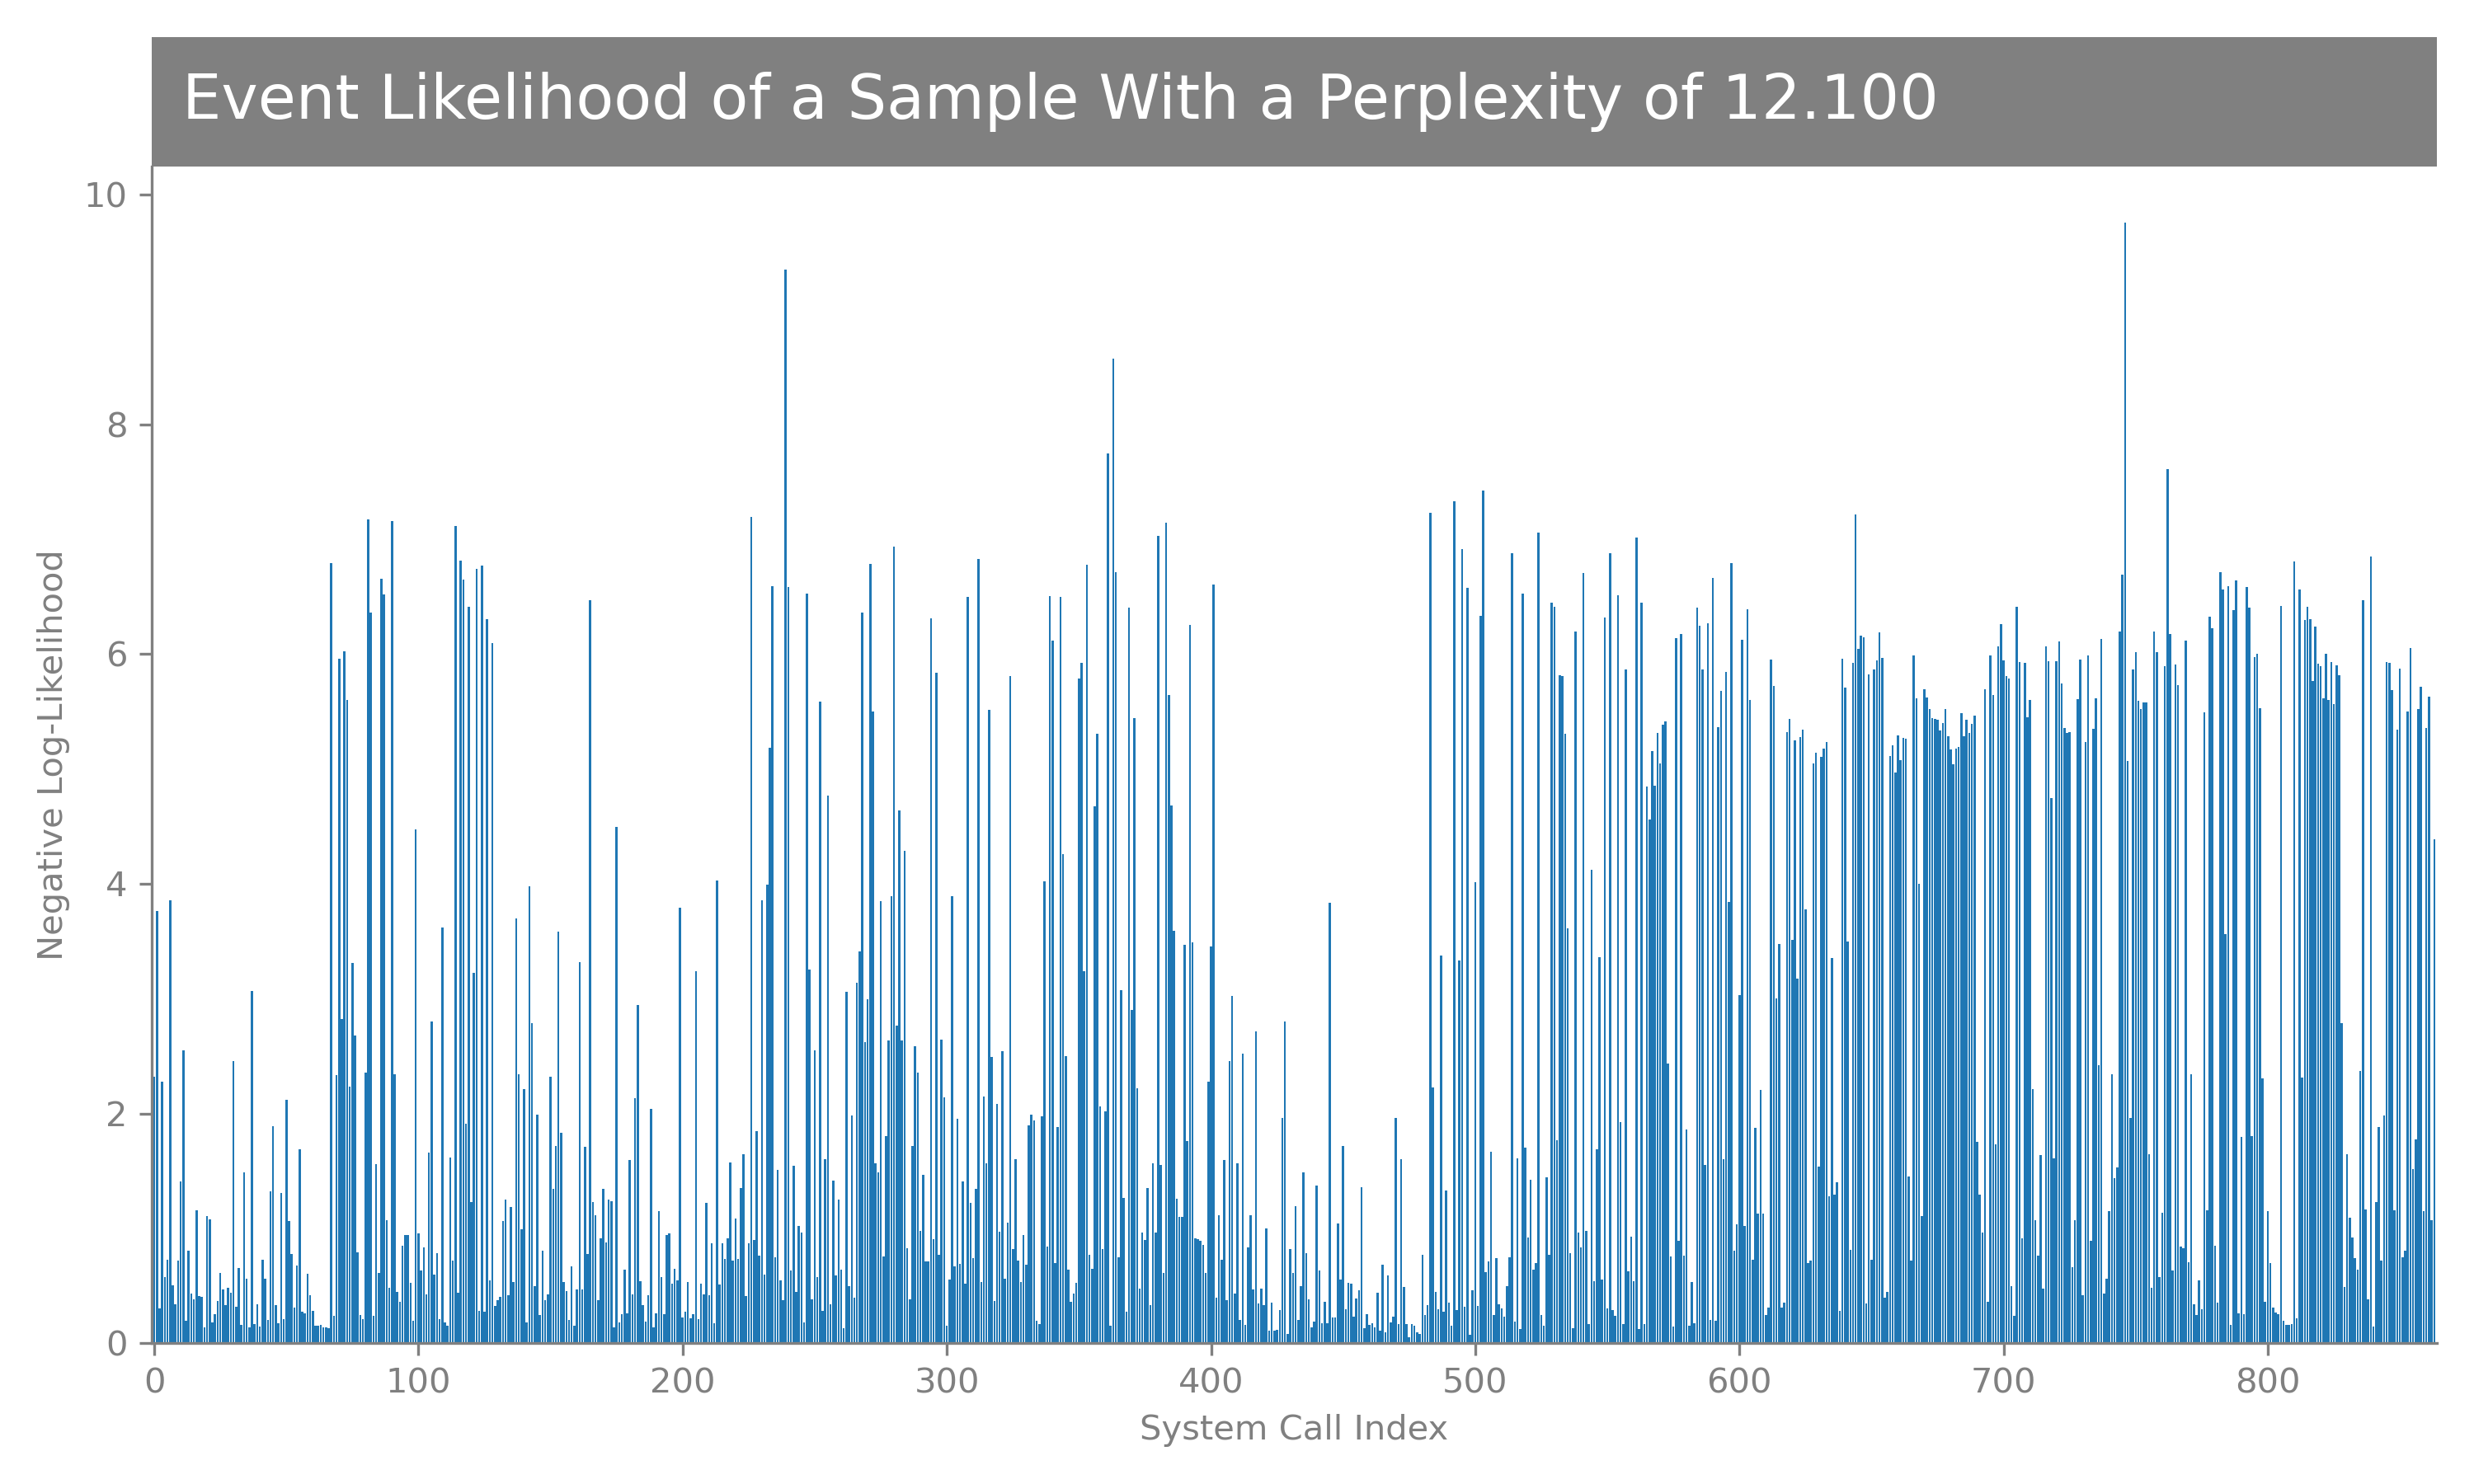 Event Likelihood of a Sample With a Perplexity of 12.100
10
8
6
4
2
0
Negative Log-Likelihood
0 100 200 300 400 500 600 700 800
System Call Index